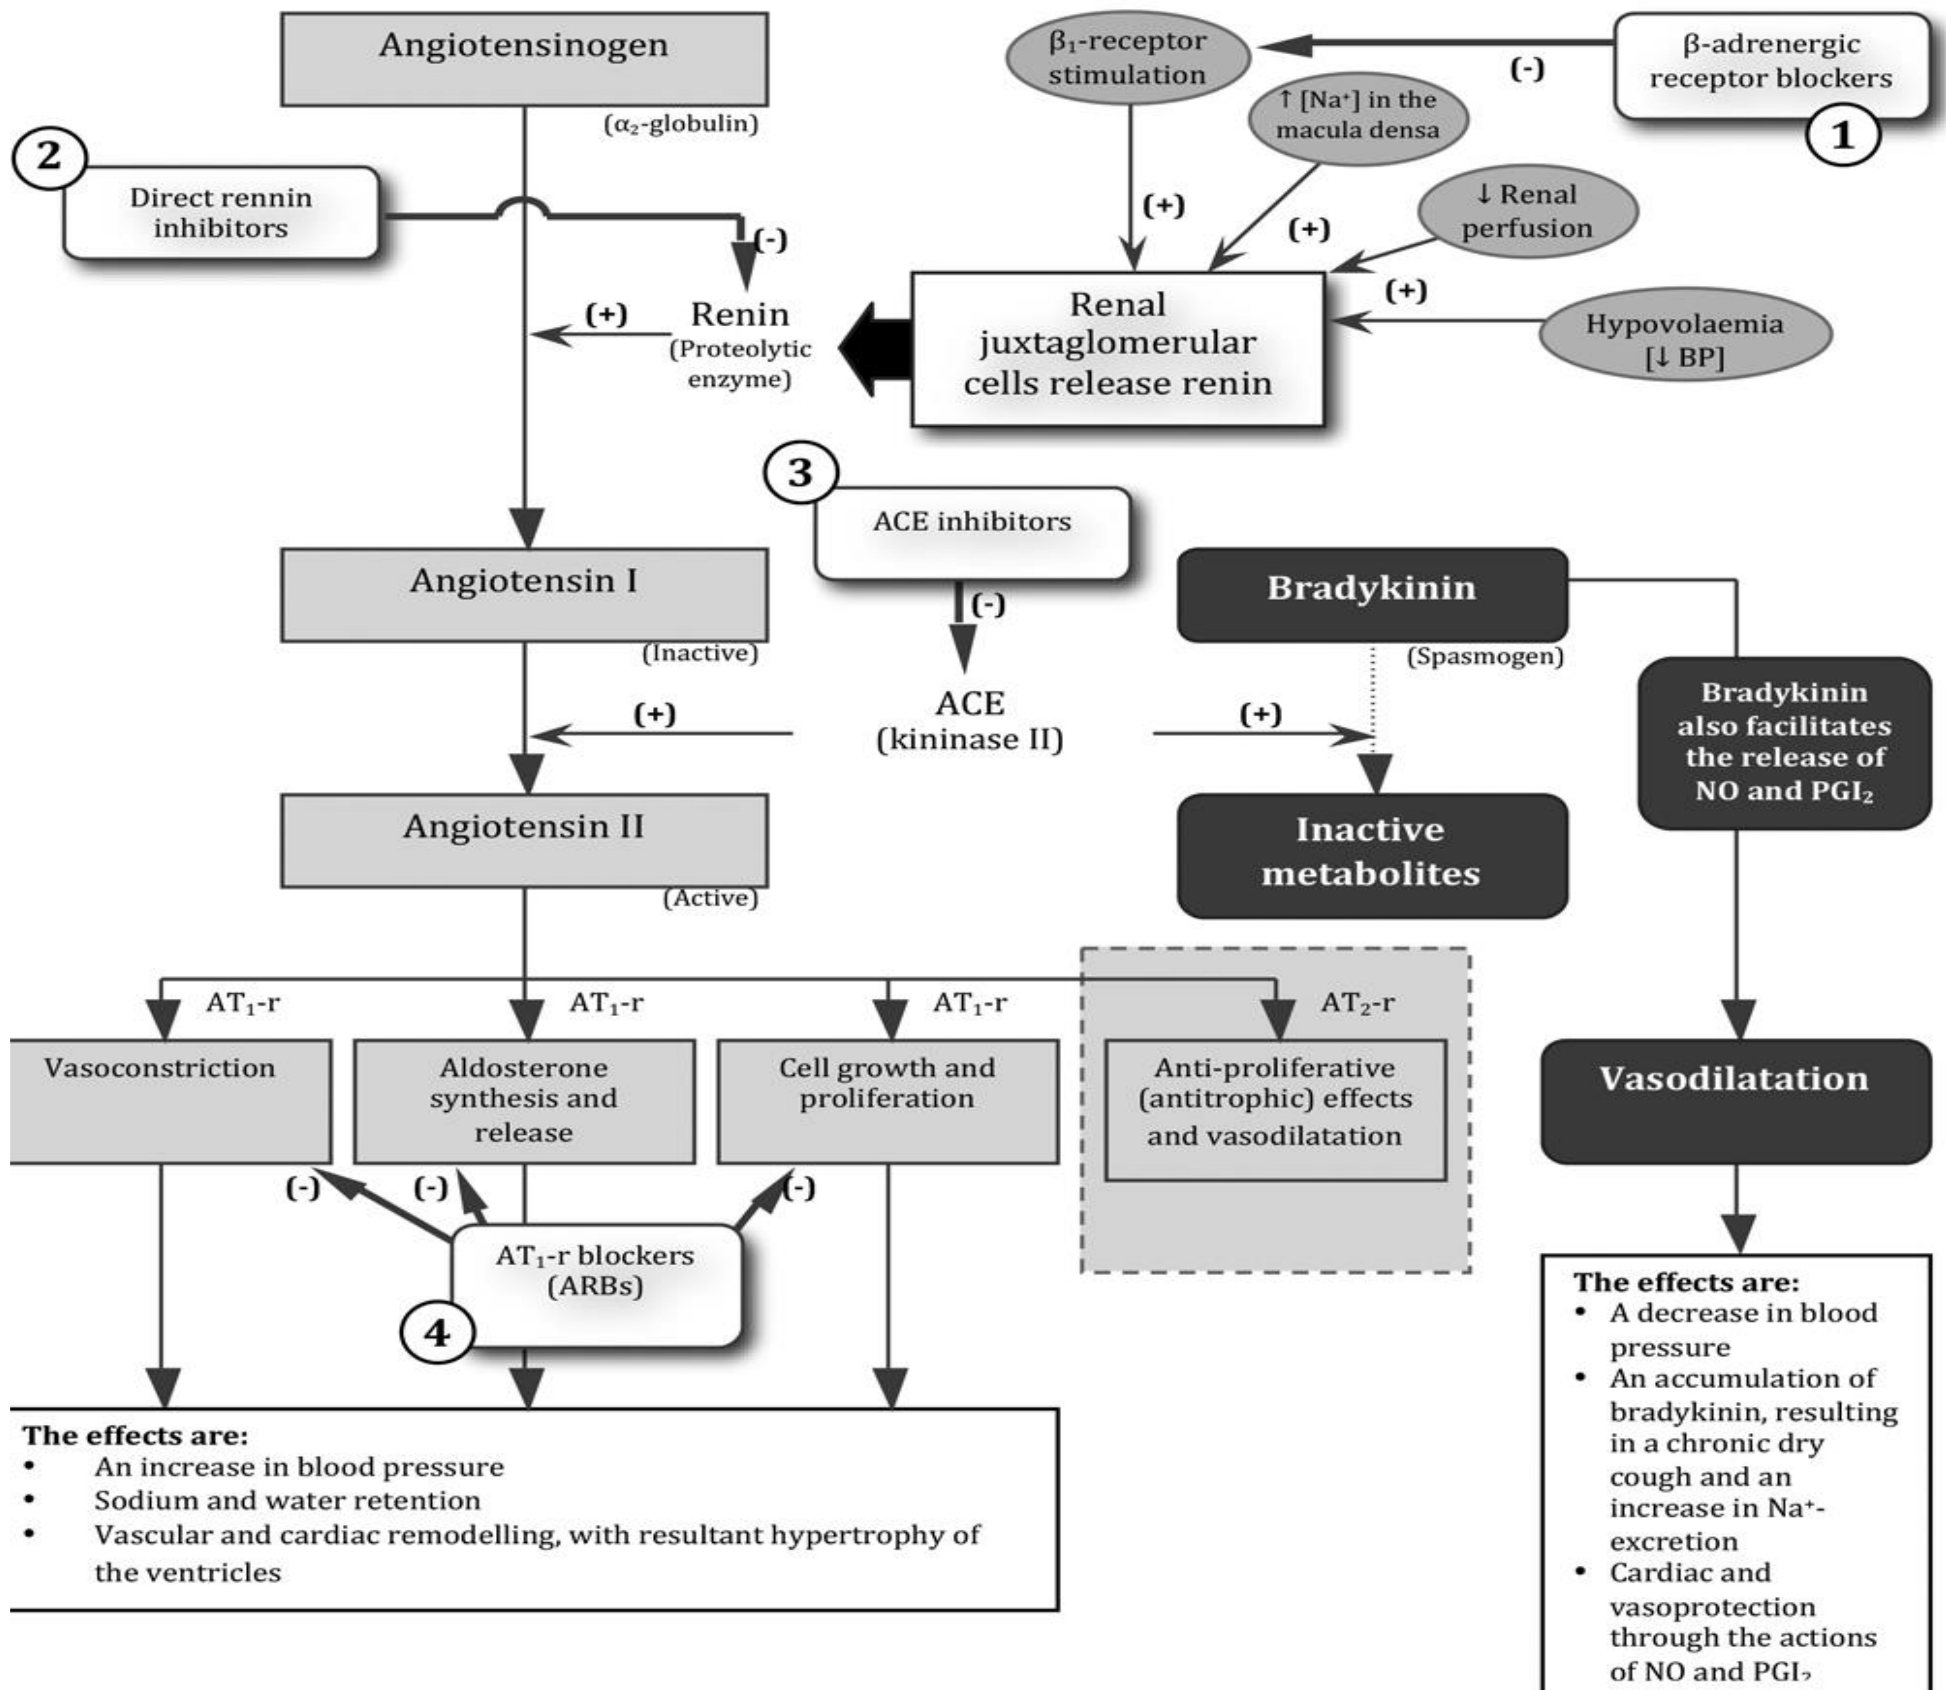 Angiotensinogen
(α₂-globulin)
β₁-receptor
stimulation
(-)
β-adrenergic
receptor blockers
1
↑ [Na⁺] in the
macula densa
2
Direct rennin
inhibitors
(-)
(+)
(+)
↓ Renal
perfusion
(+)
Hypovolaemia
[↓ BP]
(+)
Renin
(Proteolytic
enzyme)
Renal
juxtaglomerular
cells release renin
3
ACE inhibitors
(-)
Angiotensin I
(Inactive)
Bradykinin
(Spasmogen)
(+)
ACE
(kininase II)
(+)
Bradykinin
also facilitates
the release of
NO and PGI₂
Angiotensin II
(Active)
Inactive
metabolites
AT₁-r
AT₁-r
AT₁-r
AT₂-r
Vasoconstriction
Aldosterone
synthesis and
release
Cell growth and
proliferation
Anti-proliferative
(antitrophic) effects
and vasodilatation
Vasodilatation
(-)
(-)
(-)
AT₁-r blockers
(ARBs)
4
The effects are:
• An increase in blood pressure
• Sodium and water retention
• Vascular and cardiac remodelling, with resultant hypertrophy of
the ventricles
The effects are:
• A decrease in blood
pressure
• An accumulation of
bradykinin, resulting
in a chronic dry
cough and an
increase in Na⁺-
excretion
• Cardiac and
vasoprotection
through the actions
of NO and PGI₂